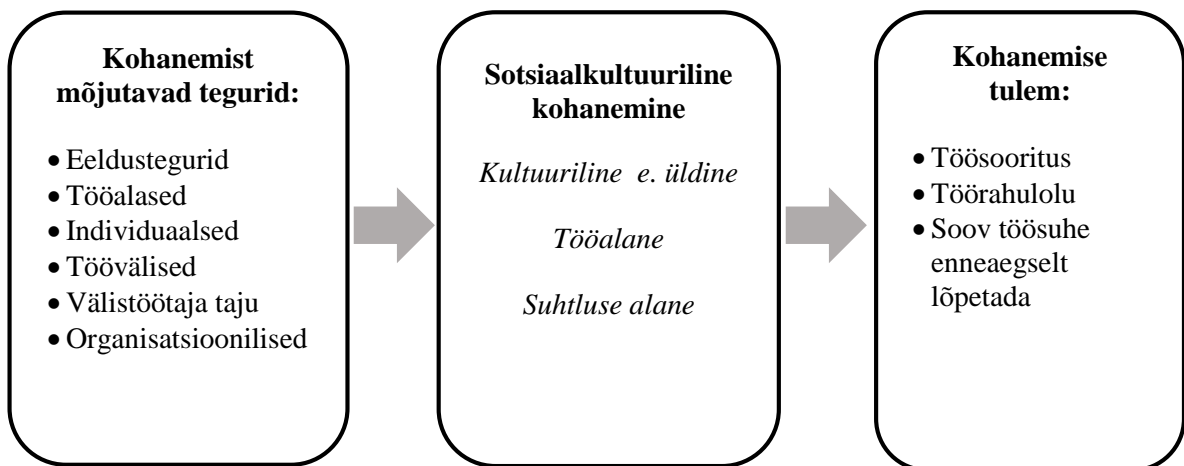 Kohanemist
mõjutavad tegurid:
• Eeldustegurid
• Tööalased
• Individuaalsed
• Töövälised
• Välistöötaja taju
• Organisatsioonilised
Sotsiaalkultuuriline
kohanemine
Kultuuriline e. üldine
Tööalane
Suhtluse alane
Kohanemise
tulem:
• Töösooritus
• Töörahulolu
• Soov töösuhe
enneaegselt
lõpetada